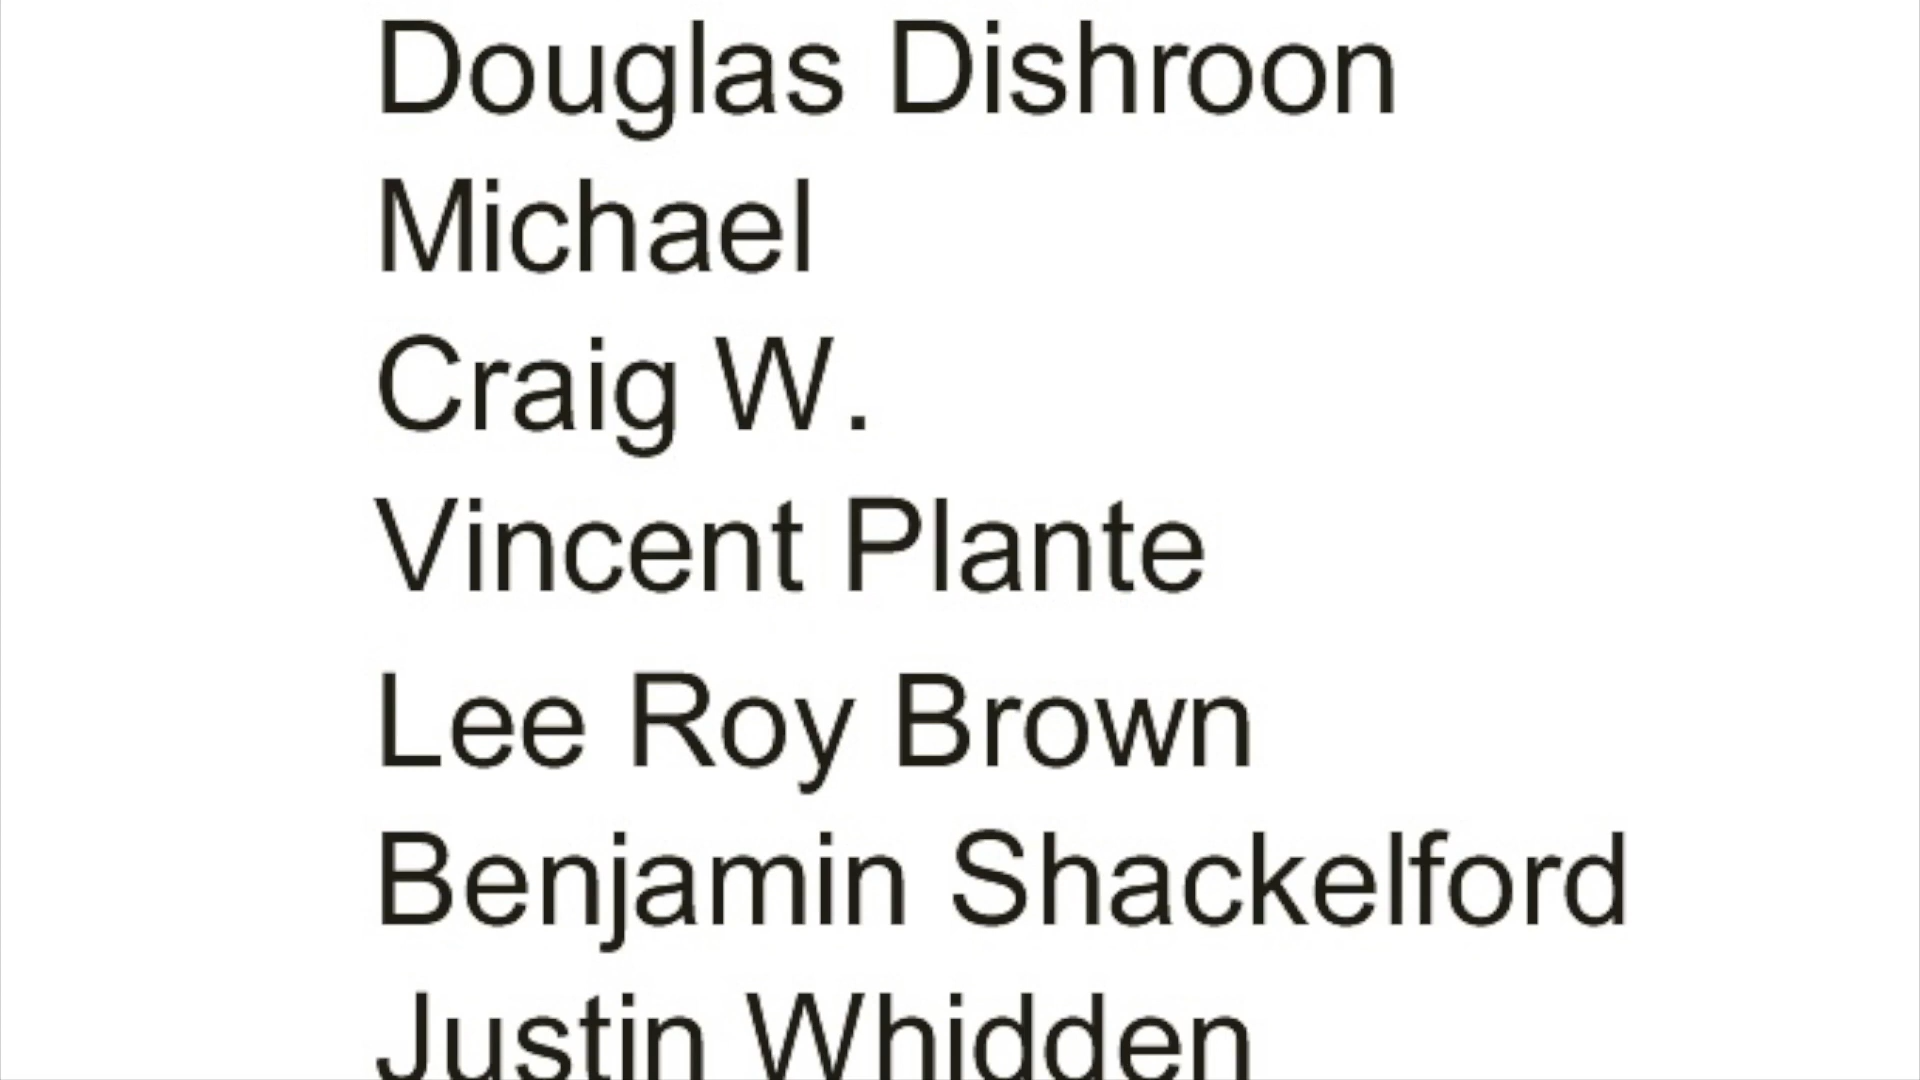 Douglas Dishroon
Michael
Craig W.
Vincent Plante
Lee Roy Brown
Benjamin Shackelford
Justin Whidden